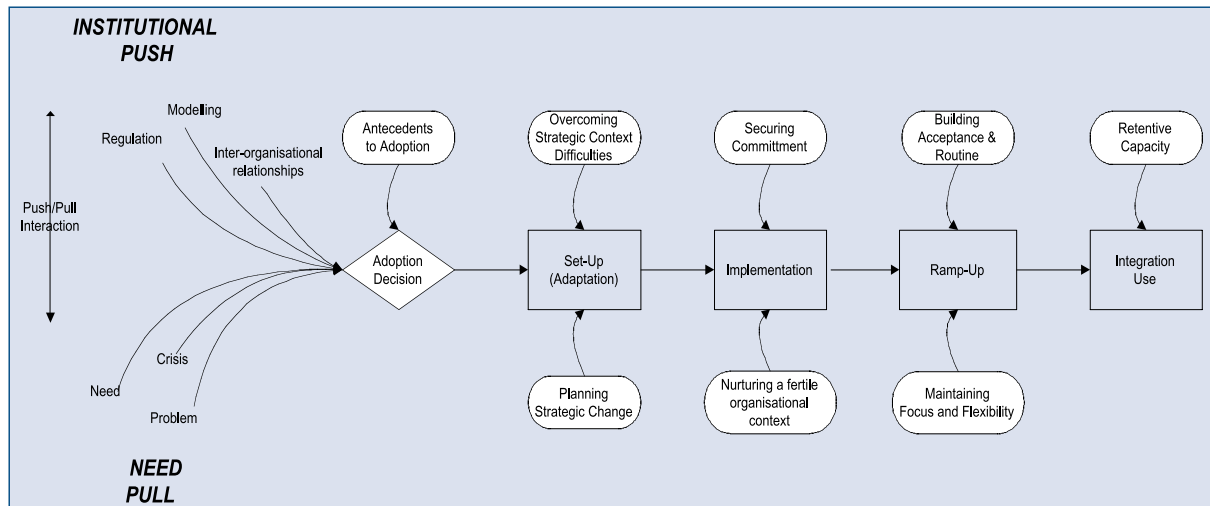 INSTITUTIONAL
PUSH
Modelling
Regulation
Inter-organisational
relationships
Push/Pull
Interaction
Need
Crisis
Problem
NEED
PULL
Antecedents
to Adoption
Adoption
Decision
Overcoming
Strategic Context
Difficulties
Set-Up
(Adaptation)
Planning
Strategic Change
Securing
Committment
Implementation
Nurturing a fertile
organisational
context
Building
Acceptance &
Routine
Ramp-Up
Maintaining
Focus and Flexibility
Retentive
Capacity
Integration
Use